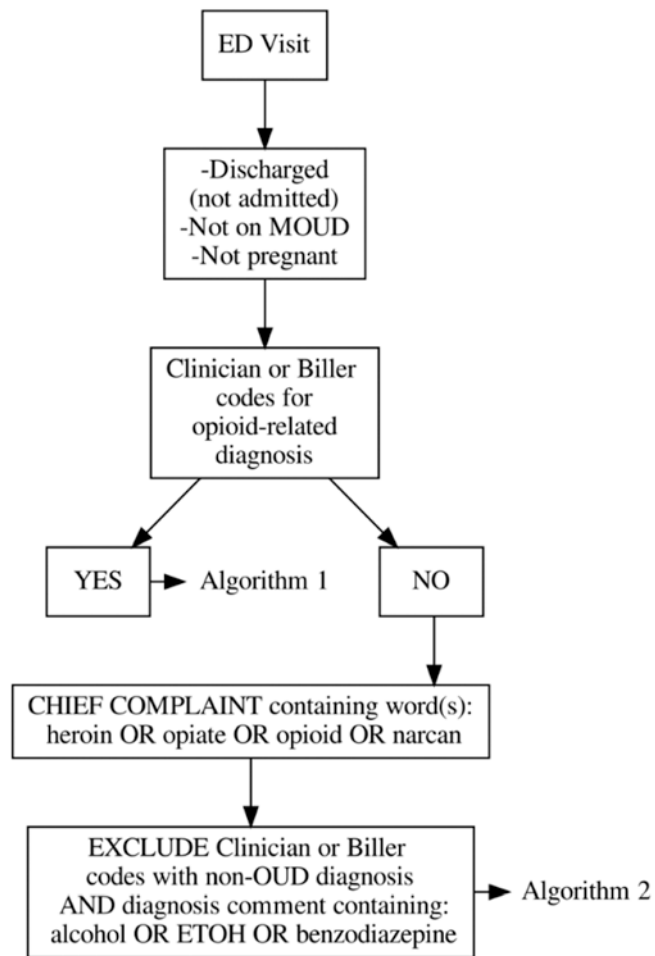 ED Visit
-Discharged
(not admitted)
-Not on MOUD
-Not pregnant
Clinician or Biller
codes for
opioid-related
diagnosis
YES
Algorithm 1
NO
CHIEF COMPLAINT containing word(s):
heroin OR opiate OR opioid OR narcan
EXCLUDE Clinician or Biller
codes with non-OUD diagnosis
AND diagnosis comment containing:
alcohol OR ETOH OR benzodiazepine
Algorithm 2